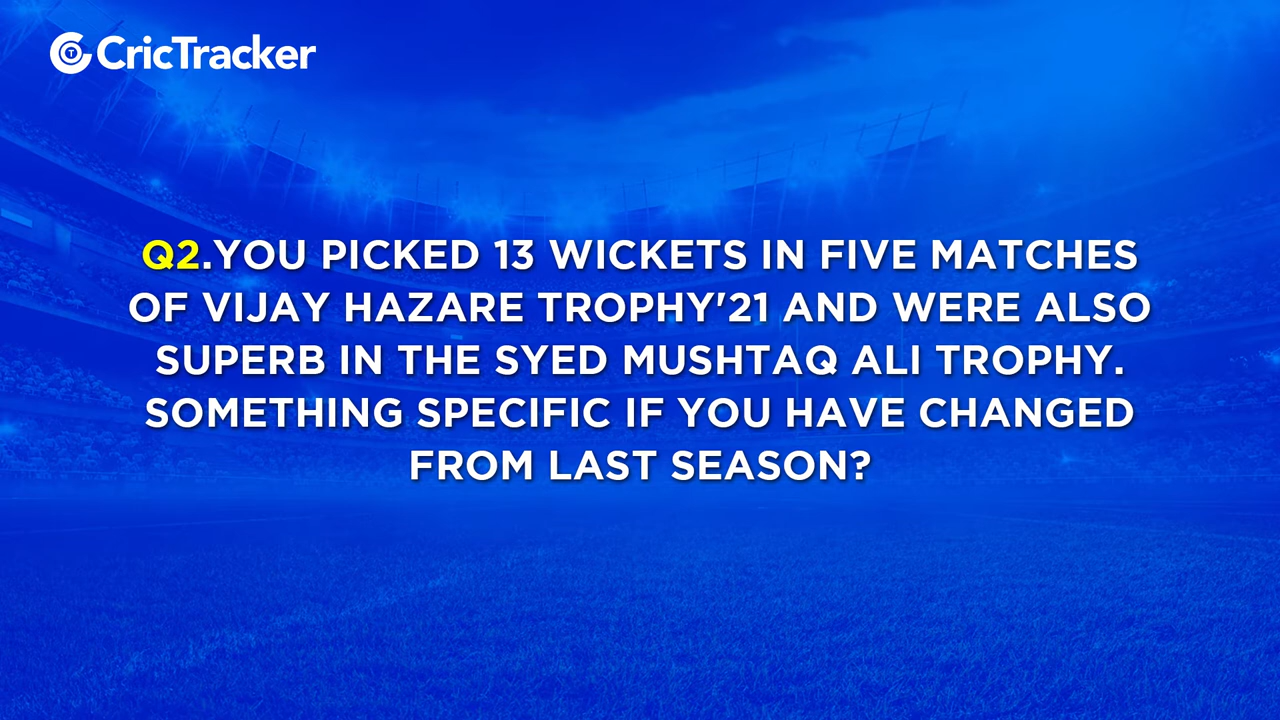 CricTracker
Q2.YOU PICKED 13 WICKETS IN FIVE MATCHES
OF VIJAY HAZARE TROPHY'21 AND WERE ALSO
SUPERB IN THE SYED MUSHTAQ ALI TROPHY.
SOMETHING SPECIFIC IF YOU HAVE CHANGED
FROM LAST SEASON?